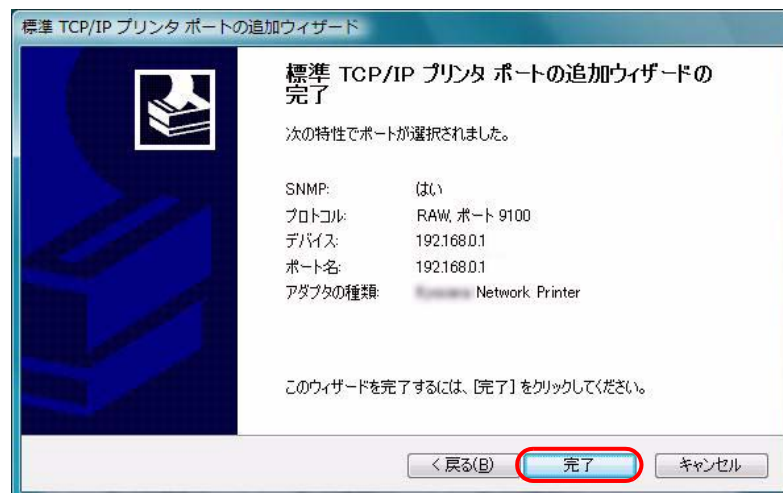 標準 TCP/IP プリンタ ポートの追加ウィザード
標準 TCP/IP プリンタ ポートの追加ウィザードの
完了
次の特性でポートが選択されました。
SNMP: はい
プロトコル: RAW, ポート 9100
デバイス: 192.168.0.1
ポート名: 192.168.0.1
アダプタの種類: Network Printer
このウィザードを完了するには、[完了] をクリックしてください。
< 戻る(B) 完了 キャンセル